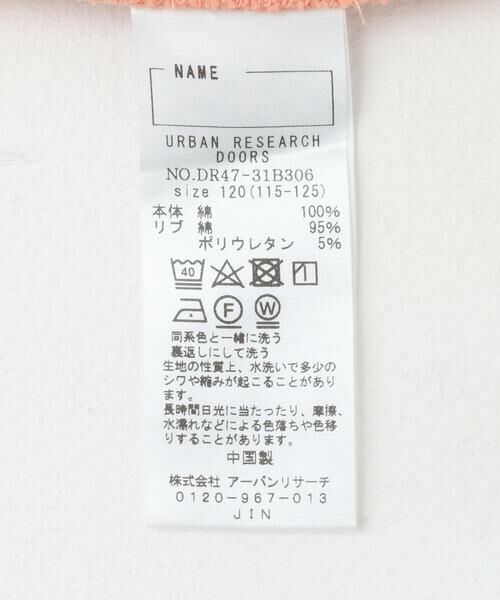 NAME
URBAN RESEARCH
DOORS
NO.DR47-31B306
size 120(115-125)
本体 綿 100%
リブ 綿 95%
ポリウレタン 5%
40
F W
同系色と一緒に洗う
裏返しにして洗う
生地の性質上、水洗いで多少の
シワや縮みが起こることがあり
ます。
長時間日光に当たったり、摩擦、
水濡れなどによる色落ちや色移
りすることがあります。
中国製
株式会社 アーバンリサーチ
0120-967-013
JIN